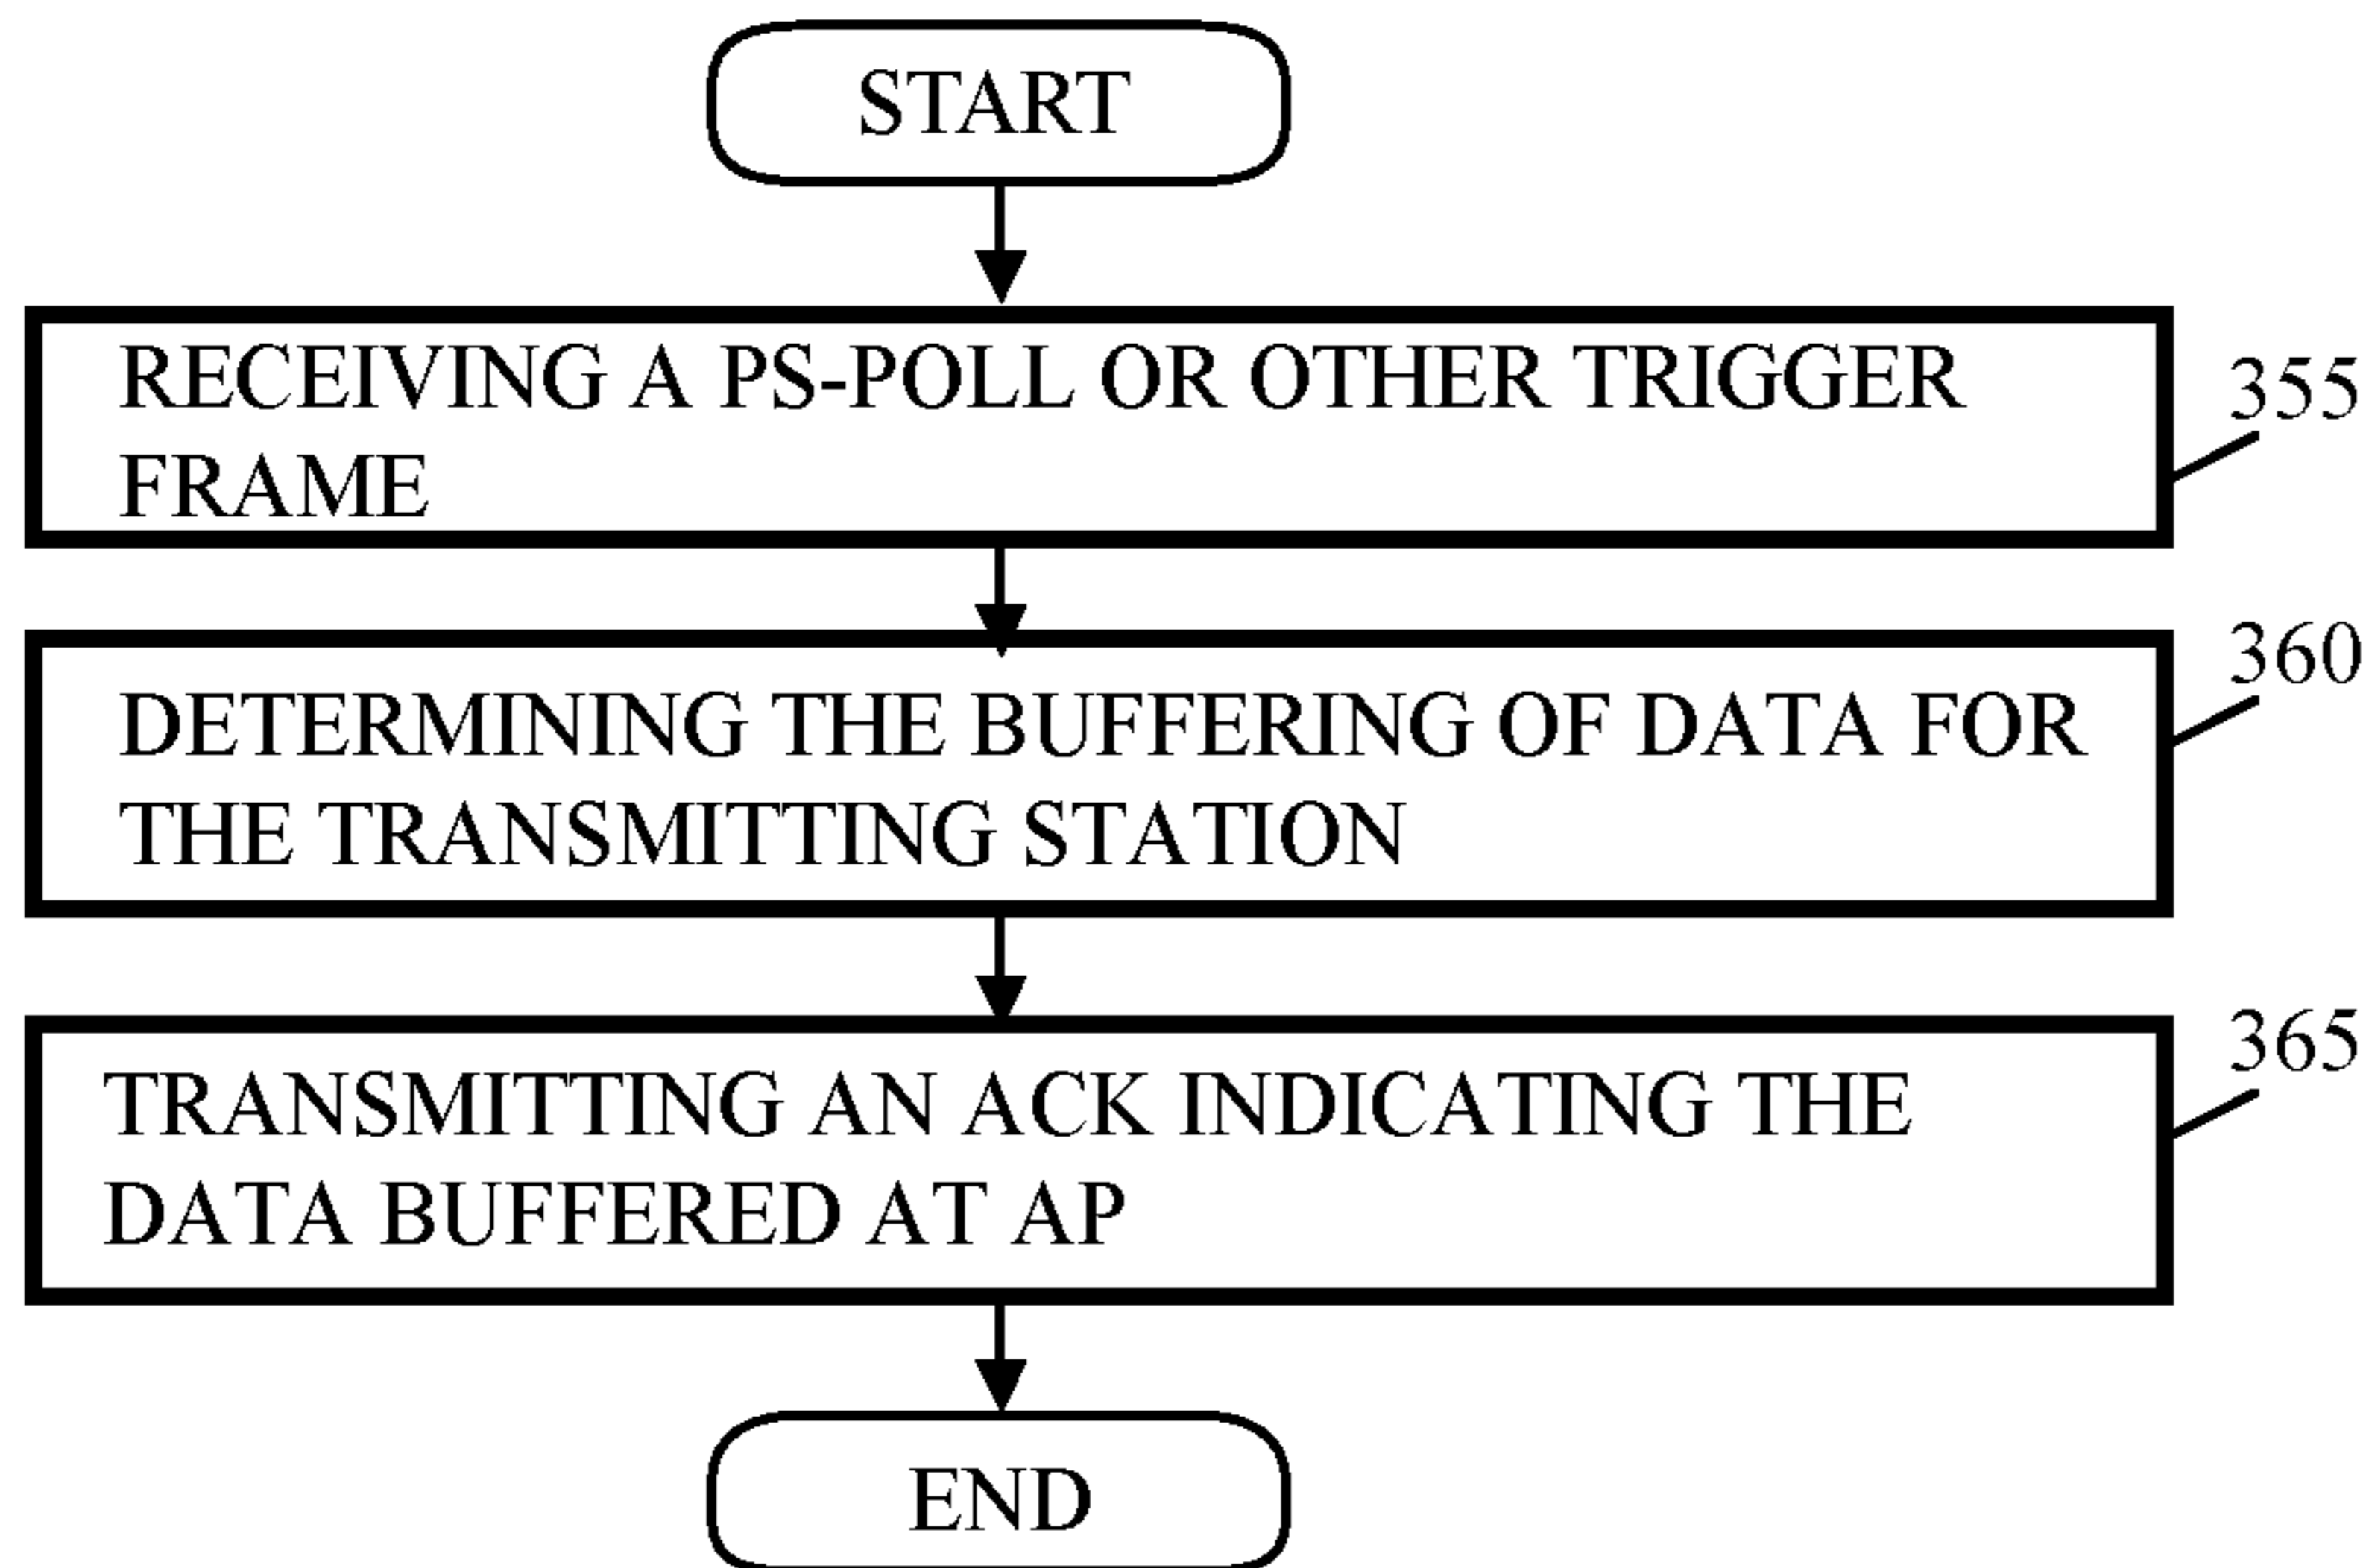 START
RECEIVING A PS-POLL OR OTHER TRIGGER
FRAME
355
DETERMINING THE BUFFERING OF DATA FOR
THE TRANSMITTING STATION
360
TRANSMITTING AN ACK INDICATING THE
DATA BUFFERED AT AP
365
END